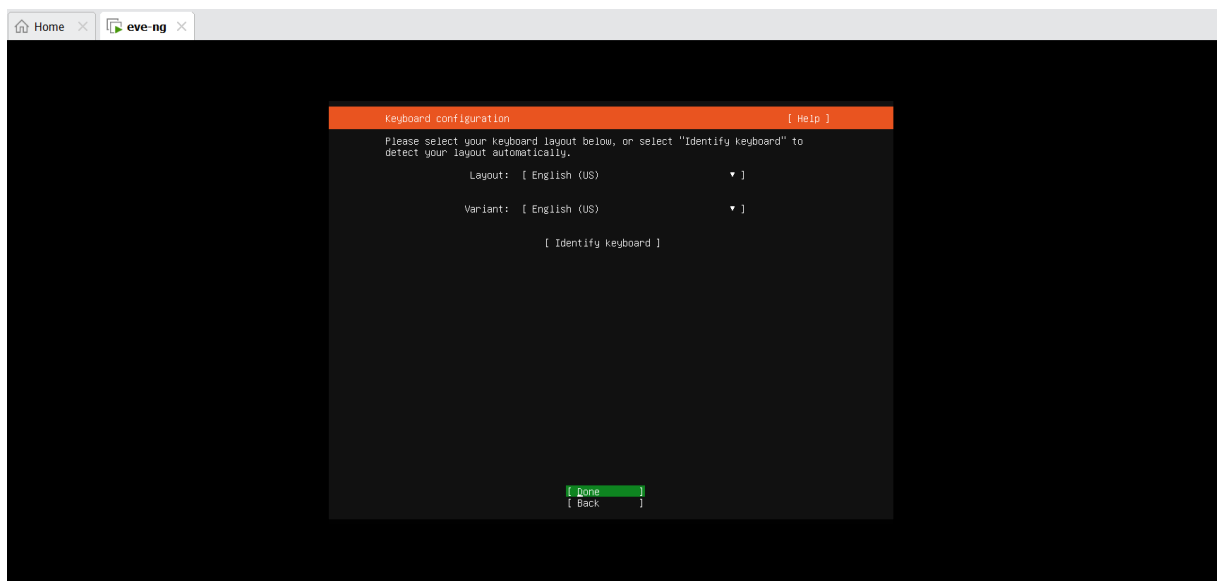 Home eve-ng
Keyboard configuration [ Help ]
Please select your keyboard layout below, or select "Identify keyboard" to
detect your layout automatically.
Layout: [ English (US) ▾ ]
Variant: [ English (US) ▾ ]
[ Identify keyboard ]
[ Done ]
[ Back ]